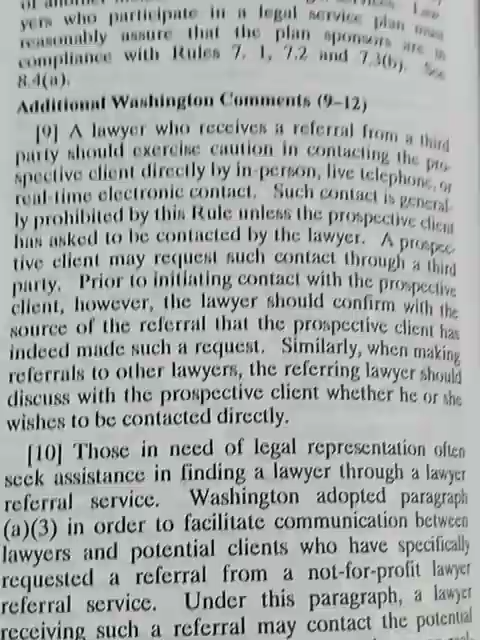 yers who participate in a legal service plan must
reasonably assure that the plan sponsors are in
compliance with Rules 7. 1, 7.2 and 7.3(b). See
8.4(a).
Additional Washington Comments (9-12)
[9] A lawyer who receives a referral from a third
party should exercise caution in contacting the pro-
spective client directly by in-person, live telephone, or
real-time electronic contact. Such contact is general-
ly prohibited by this Rule unless the prospective client
has asked to be contacted by the lawyer. A prospec-
tive client may request such contact through a third
party. Prior to initiating contact with the prospective
client, however, the lawyer should confirm with the
source of the referral that the prospective client has
indeed made such a request. Similarly, when making
referrals to other lawyers, the referring lawyer should
discuss with the prospective client whether he or she
wishes to be contacted directly.
[10] Those in need of legal representation often
seek assistance in finding a lawyer through a lawyer
referral service. Washington adopted paragraph
(a)(3) in order to facilitate communication between
lawyers and potential clients who have specifically
requested a referral from a not-for-profit lawyer
referral service. Under this paragraph, a lawyer
receiving such a referral may contact the potential